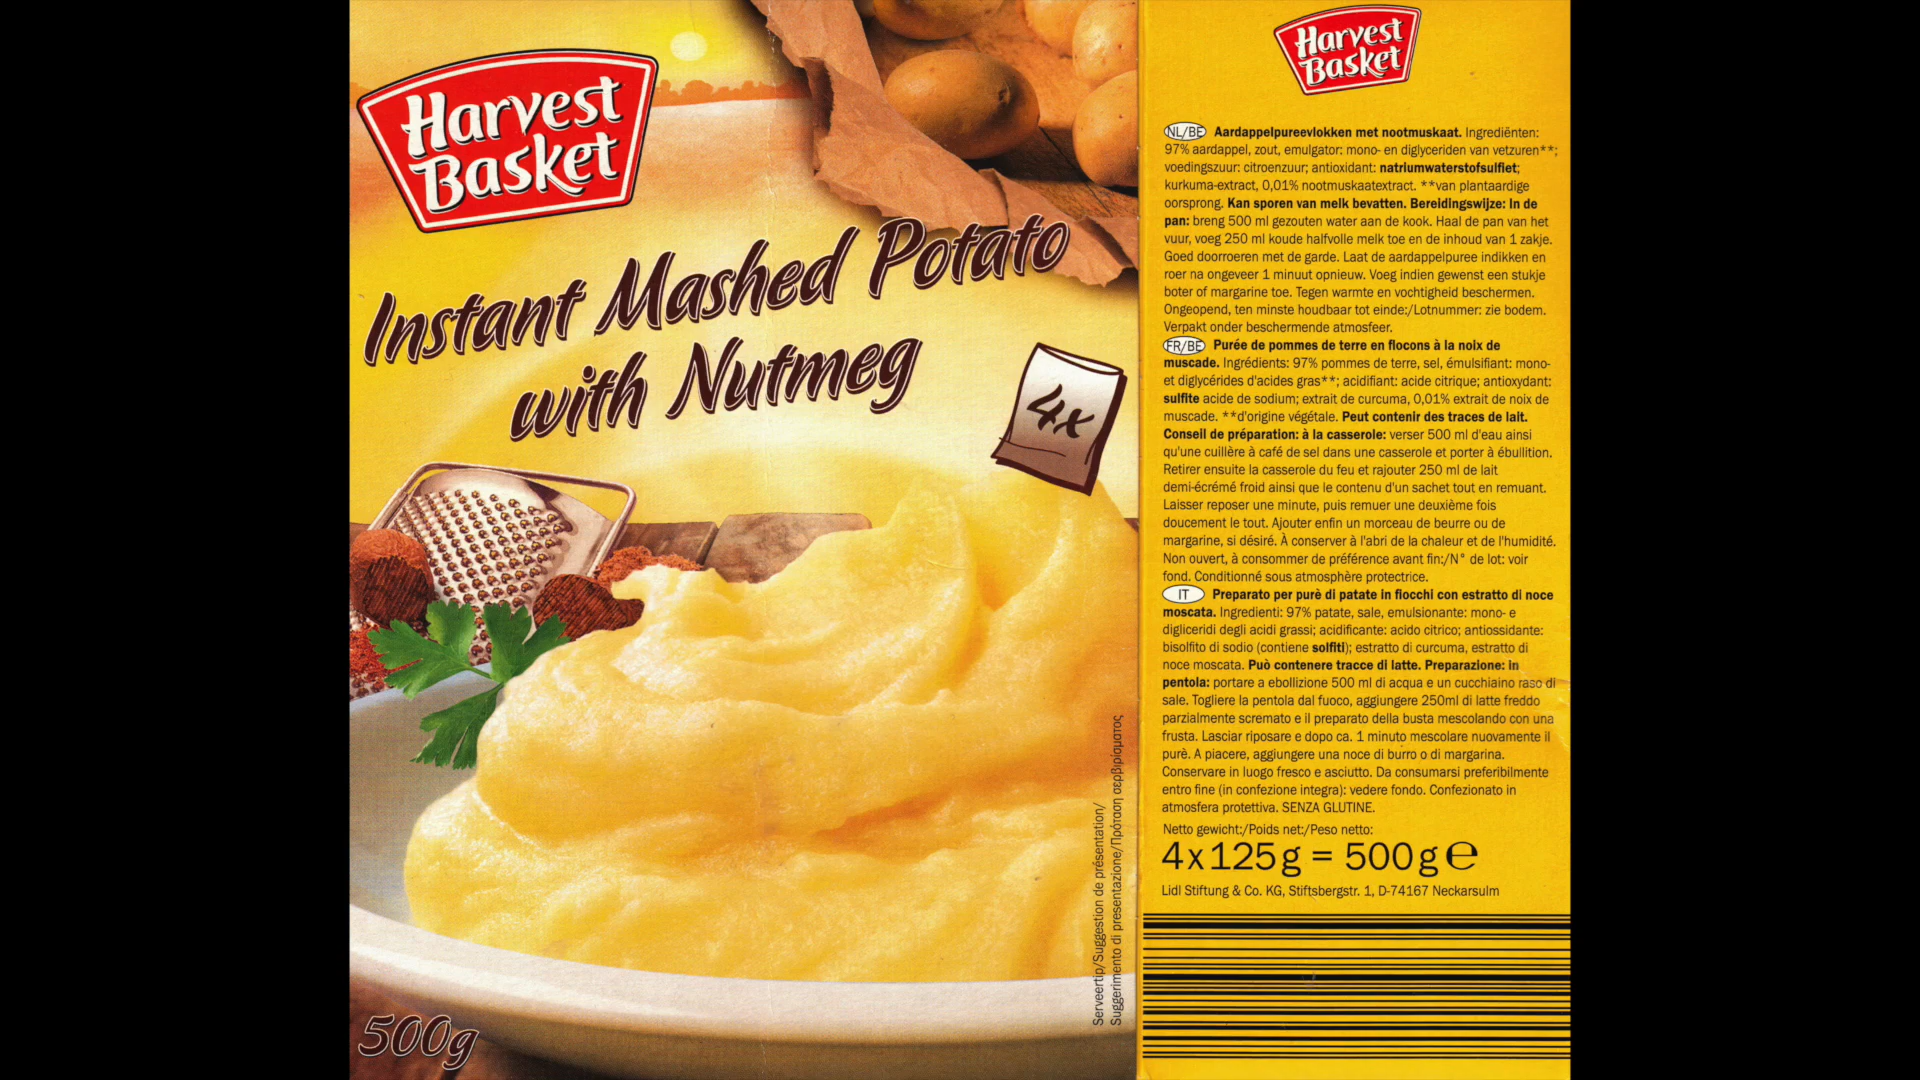 Harvest
Basket
Instant Mashed Potato
with Nutmeg
4x
500g
Serveertip/Suggestion de présentation/
Suggerimento di presentazione/Πρόταση σερβιρίσματος
Harvest
Basket
NL/BE Aardappelpureevlokken met nootmuskaat. Ingrediënten:
97% aardappel, zout, emulgator: mono- en diglyceriden van vetzuren**;
voedingszuur: citroenzuur; antioxidant: natriumwaterstofsulfiet;
kurkuma-extract, 0,01% nootmuskaatextract. **van plantaardige
oorsprong. Kan sporen van melk bevatten. Bereidingswijze: In de
pan: breng 500 ml gezouten water aan de kook. Haal de pan van het
vuur, voeg 250 ml koude halfvolle melk toe en de inhoud van 1 zakje.
Goed doorroeren met de garde. Laat de aardappelpuree indikken en
roer na ongeveer 1 minuut opnieuw. Voeg indien gewenst een stukje
boter of margarine toe. Tegen warmte en vochtigheid beschermen.
Ongeopend, ten minste houdbaar tot einde:/Lotnummer: zie bodem.
Verpakt onder beschermende atmosfeer.
FR/BE Purée de pommes de terre en flocons à la noix de
muscade. Ingrédients: 97% pommes de terre, sel, émulsifiant: mono-
et diglycérides d'acides gras**; acidifiant: acide citrique; antioxydant:
sulfite acide de sodium; extrait de curcuma, 0,01% extrait de noix de
muscade. **d'origine végétale. Peut contenir des traces de lait.
Conseil de préparation: à la casserole: verser 500 ml d'eau ainsi
qu'une cuillère à café de sel dans une casserole et porter à ébullition.
Retirer ensuite la casserole du feu et rajouter 250 ml de lait
demi-écrémé froid ainsi que le contenu d'un sachet tout en remuant.
Laisser reposer une minute, puis remuer une deuxième fois
doucement le tout. Ajouter enfin un morceau de beurre ou de
margarine, si désiré. À conserver à l'abri de la chaleur et de l'humidité.
Non ouvert, à consommer de préférence avant fin:/N° de lot: voir
fond. Conditionné sous atmosphère protectrice.
IT Preparato per purè di patate in fiocchi con estratto di noce
moscata. Ingredienti: 97% patate, sale, emulsionante: mono- e
digliceridi degli acidi grassi; acidificante: acido citrico; antiossidante:
bisolfito di sodio (contiene solfiti); estratto di curcuma, estratto di
noce moscata. Può contenere tracce di latte. Preparazione: in
pentola: portare a ebollizione 500 ml di acqua e un cucchiaino raso di
sale. Togliere la pentola dal fuoco, aggiungere 250ml di latte freddo
parzialmente scremato e il preparato della busta mescolando con una
frusta. Lasciar riposare e dopo ca. 1 minuto mescolare nuovamente il
purè. A piacere, aggiungere una noce di burro o di margarina.
Conservare in luogo fresco e asciutto. Da consumarsi preferibilmente
entro fine (in confezione integra): vedere fondo. Confezionato in
atmosfera protettiva. SENZA GLUTINE.
Netto gewicht:/Poids net:/Peso netto:
4x125g = 500g℮
Lidl Stiftung & Co. KG, Stiftsbergstr. 1, D-74167 Neckarsulm